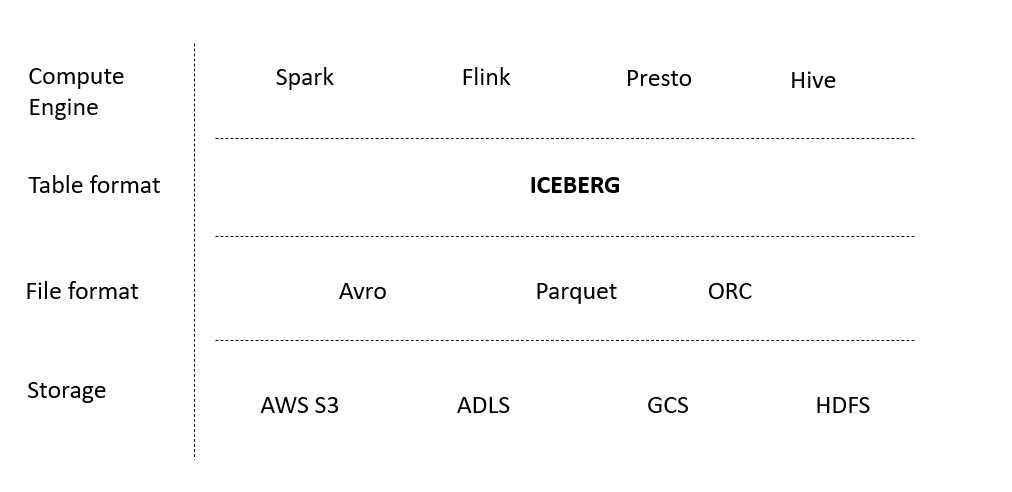 Compute
Engine
Spark Flink Presto Hive
Table format
ICEBERG
File format
Avro Parquet ORC
Storage
AWS S3 ADLS GCS HDFS